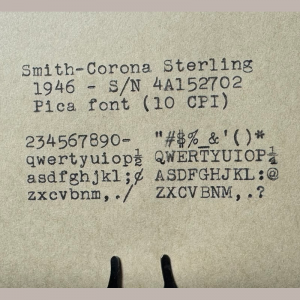 Smith-Corona Sterling
1946 - S/N 4A152702
Pica font (10 CPI)
234567890- "#$%_&'()*
qwertyuiop½ QWERTYUIOP¼
asdfghjkl;¢ ASDFGHJKL:@
zxcvbnm,./ ZXCVBNM,.?